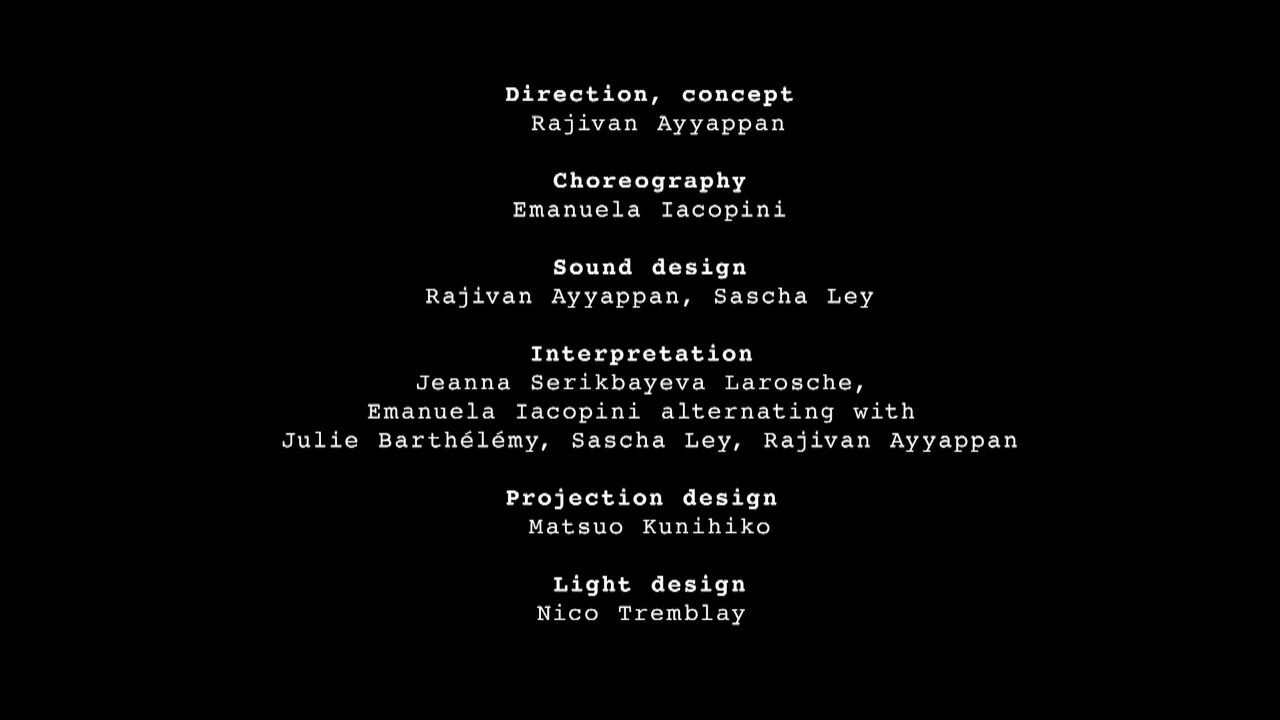 Direction, concept
Rajivan Ayyappan
Choreography
Emanuela Iacopini
Sound design
Rajivan Ayyappan, Sascha Ley
Interpretation
Jeanna Serikbayeva Larosche,
Emanuela Iacopini alternating with
Julie Barthélémy, Sascha Ley, Rajivan Ayyappan
Projection design
Matsuo Kunihiko
Light design
Nico Tremblay